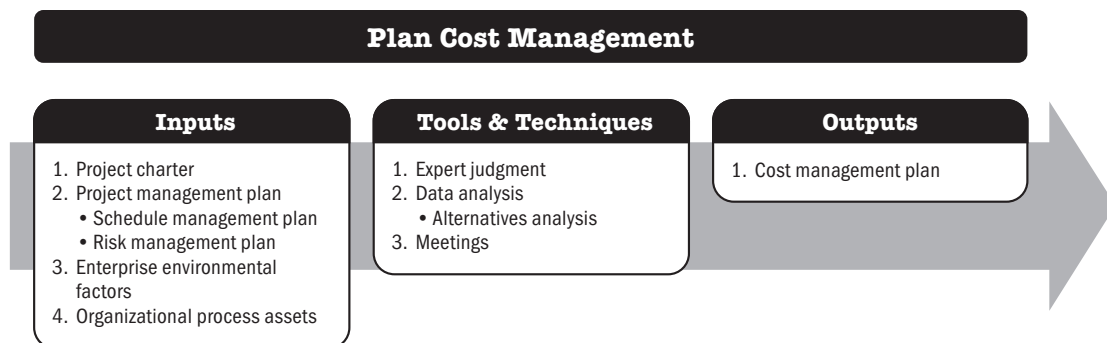 Plan Cost Management
Inputs
1. Project charter
2. Project management plan
• Schedule management plan
• Risk management plan
3. Enterprise environmental
factors
4. Organizational process assets
Tools & Techniques
1. Expert judgment
2. Data analysis
• Alternatives analysis
3. Meetings
Outputs
1. Cost management plan